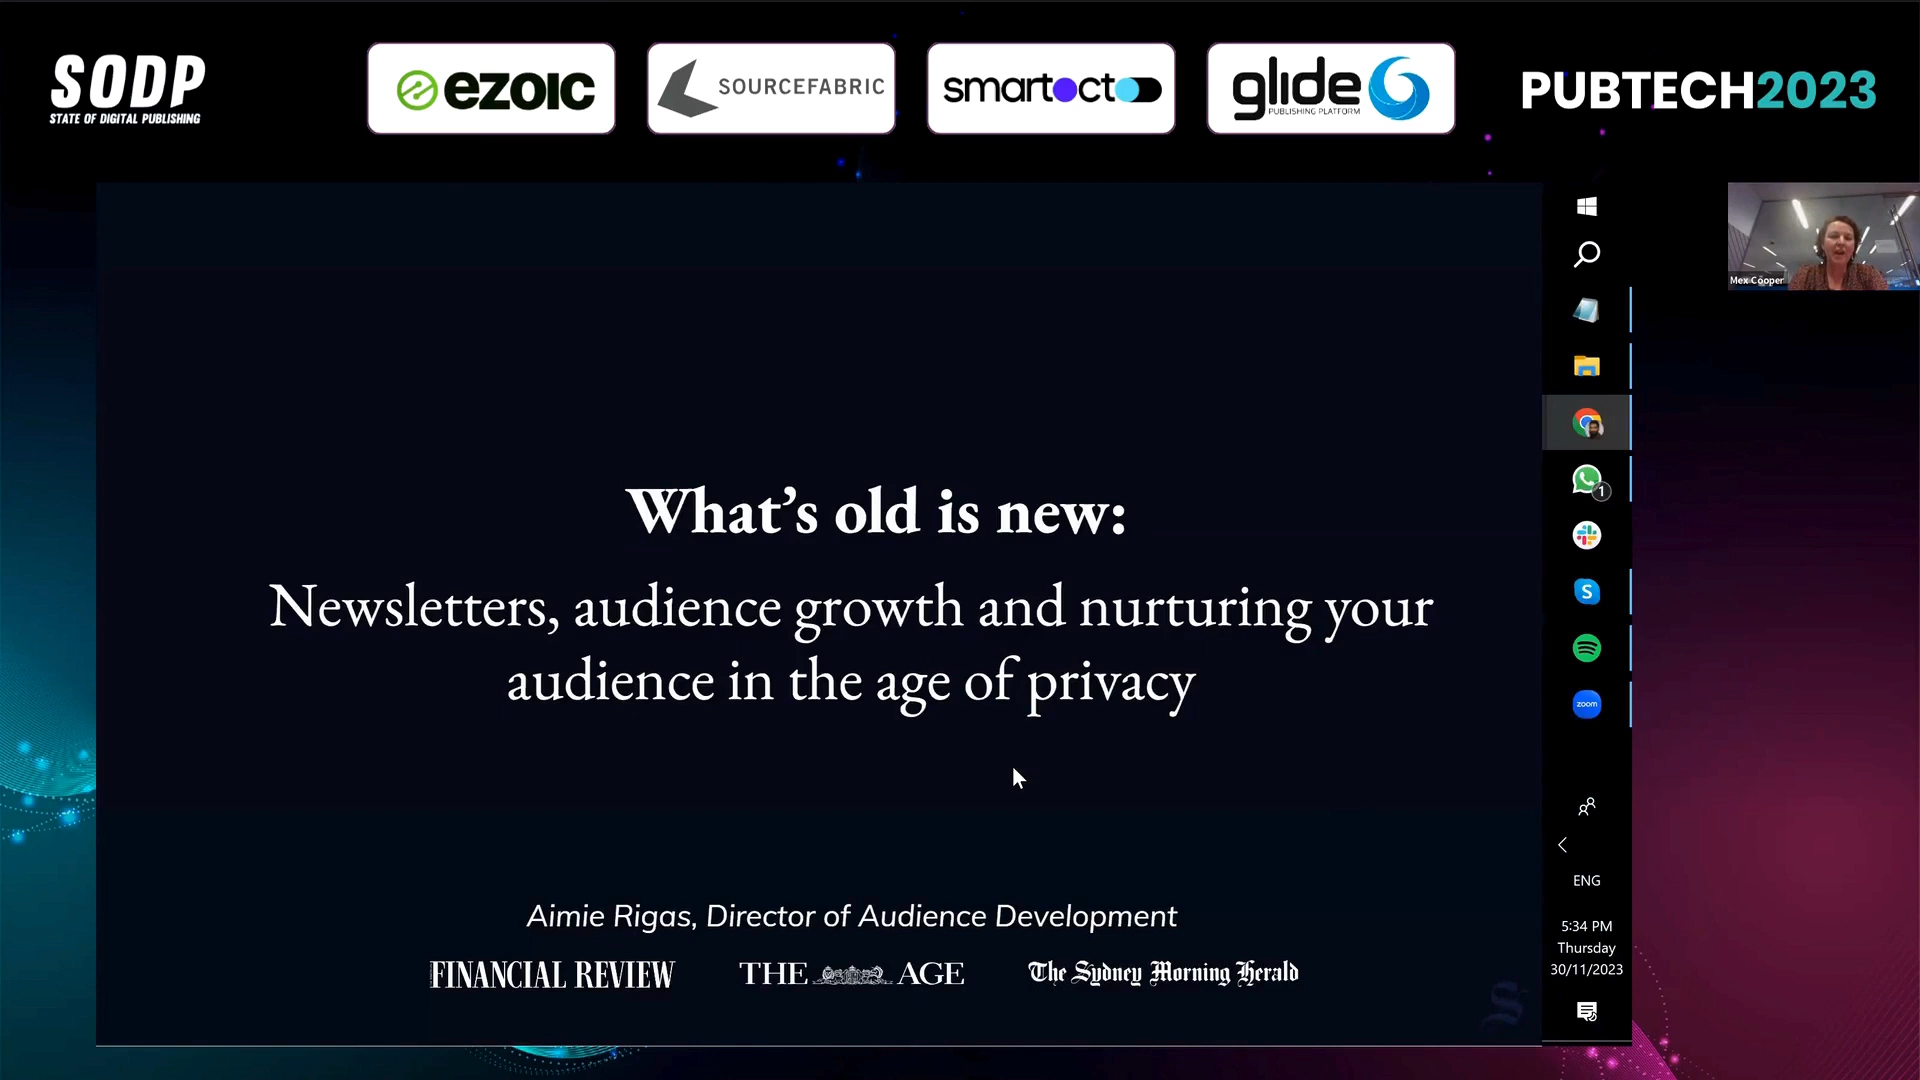 SODP
STATE OF DIGITAL PUBLISHING
ezoic
SOURCEFABRIC
smartocto
glide
PUBLISHING PLATFORM
PUBTECH2023
Mex Cooper
What's old is new:
Newsletters, audience growth and nurturing your
audience in the age of privacy
Aimie Rigas, Director of Audience Development
FINANCIAL REVIEW
THE AGE
The Sydney Morning Herald
1
S
zoom
ENG
5:34 PM
Thursday
30/11/2023